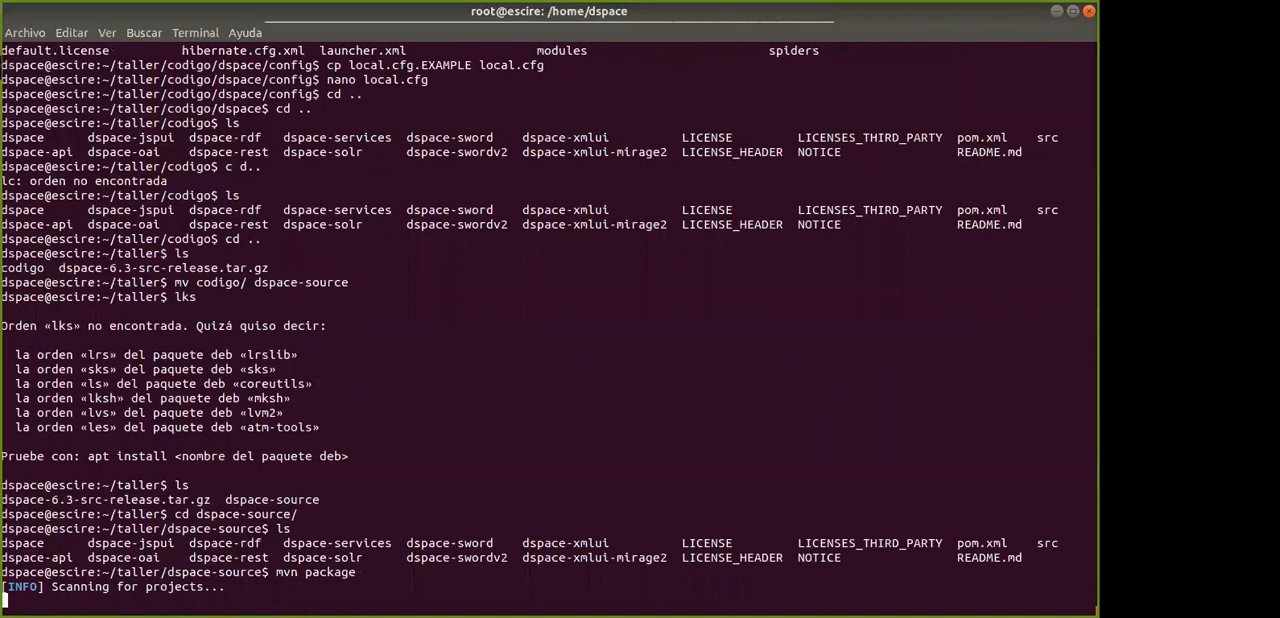 root@escire: /home/dspace
Archivo Editar Ver Buscar Terminal Ayuda
default.license hibernate.cfg.xml launcher.xml modules spiders
dspace@escire:~/taller/codigo/dspace/config$ cp local.cfg.EXAMPLE local.cfg
dspace@escire:~/taller/codigo/dspace/config$ nano local.cfg
dspace@escire:~/taller/codigo/dspace/config$ cd ..
dspace@escire:~/taller/codigo/dspace$ cd ..
dspace@escire:~/taller/codigo$ ls
dspace dspace-jspui dspace-rdf dspace-services dspace-sword dspace-xmlui LICENSE LICENSES_THIRD_PARTY pom.xml src
dspace-api dspace-oai dspace-rest dspace-solr dspace-swordv2 dspace-xmlui-mirage2 LICENSE_HEADER NOTICE README.md
dspace@escire:~/taller/codigo$ c d..
lc: orden no encontrada
dspace@escire:~/taller/codigo$ ls
dspace dspace-jspui dspace-rdf dspace-services dspace-sword dspace-xmlui LICENSE LICENSES_THIRD_PARTY pom.xml src
dspace-api dspace-oai dspace-rest dspace-solr dspace-swordv2 dspace-xmlui-mirage2 LICENSE_HEADER NOTICE README.md
dspace@escire:~/taller/codigo$ cd ..
dspace@escire:~/taller$ ls
codigo dspace-6.3-src-release.tar.gz
dspace@escire:~/taller$ mv codigo/ dspace-source
dspace@escire:~/taller$ lks
Orden «lks» no encontrada. Quizá quiso decir:
la orden «lrs» del paquete deb «lrslib»
la orden «sks» del paquete deb «sks»
la orden «ls» del paquete deb «coreutils»
la orden «lksh» del paquete deb «mksh»
la orden «lvs» del paquete deb «lvm2»
la orden «les» del paquete deb «atm-tools»
Pruebe con: apt install <nombre del paquete deb>
dspace@escire:~/taller$ ls
dspace-6.3-src-release.tar.gz dspace-source
dspace@escire:~/taller$ cd dspace-source/
dspace@escire:~/taller/dspace-source$ ls
dspace dspace-jspui dspace-rdf dspace-services dspace-sword dspace-xmlui LICENSE LICENSES_THIRD_PARTY pom.xml src
dspace-api dspace-oai dspace-rest dspace-solr dspace-swordv2 dspace-xmlui-mirage2 LICENSE_HEADER NOTICE README.md
dspace@escire:~/taller/dspace-source$ mvn package
[INFO] Scanning for projects...